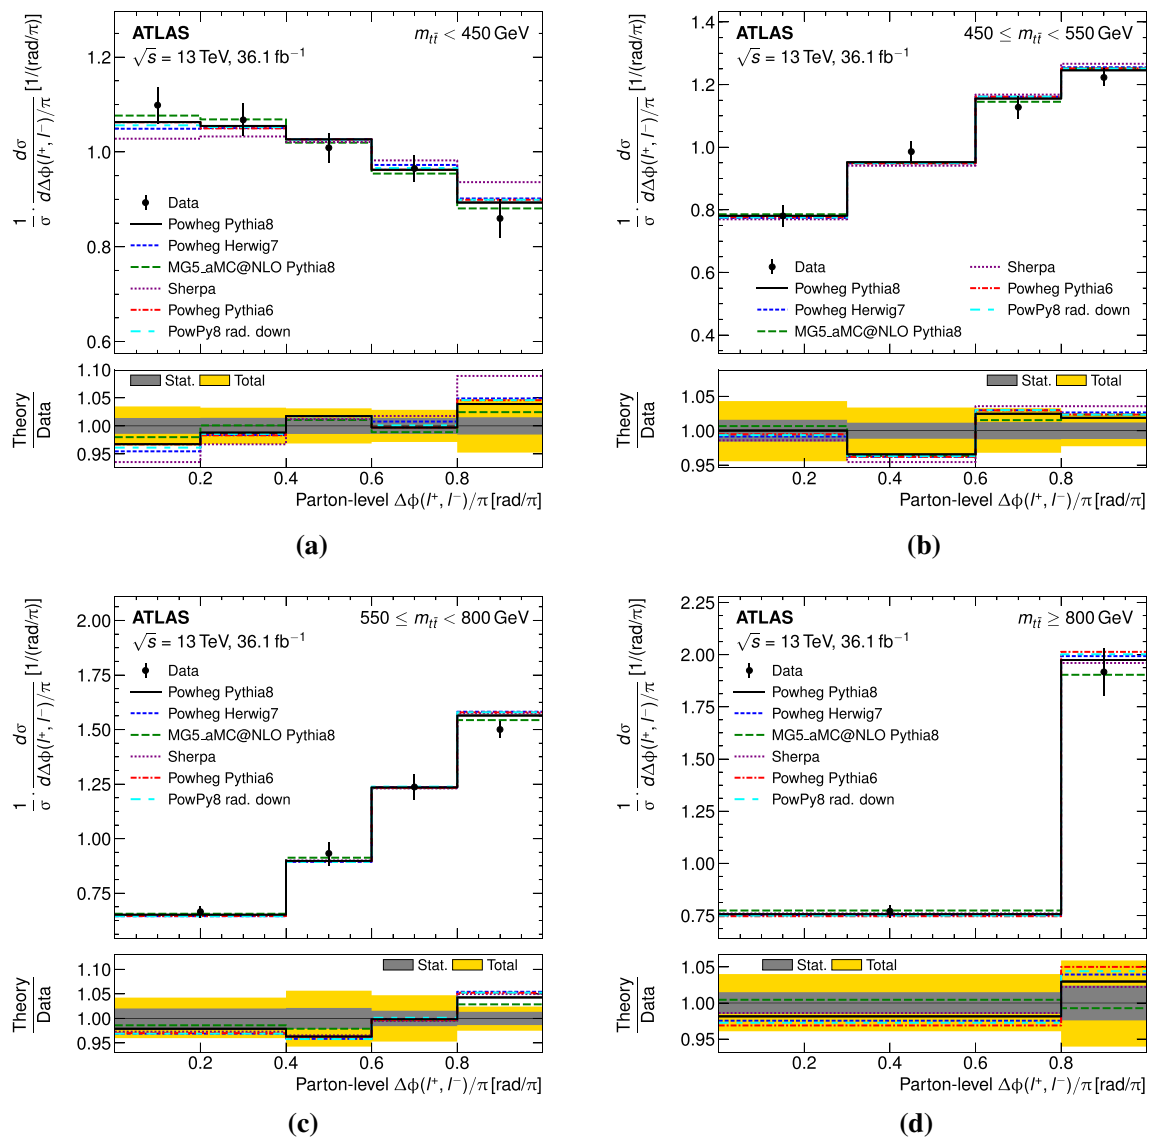 ATLAS
m_{tt̄} < 450 GeV
√s = 13 TeV, 36.1 fb⁻¹
1/σ · dσ/dΔϕ(l⁺, l⁻)/π [1/(rad/π)]
1.2
1.0
0.8
0.6
Data
Powheg Pythia8
Powheg Herwig7
MG5_aMC@NLO Pythia8
Sherpa
Powheg Pythia6
PowPy8 rad. down
Theory
Data
1.10
1.05
1.00
0.95
Stat. Total
0.2 0.4 0.6 0.8
Parton-level Δϕ(l⁺, l⁻)/π [rad/π]
(a)
ATLAS
450 ≤ m_{tt̄} < 550 GeV
√s = 13 TeV, 36.1 fb⁻¹
1/σ · dσ/dΔϕ(l⁺, l⁻)/π [1/(rad/π)]
1.4
1.2
1.0
0.8
0.6
0.4
Data
Powheg Pythia8
Powheg Herwig7
MG5_aMC@NLO Pythia8
Sherpa
Powheg Pythia6
PowPy8 rad. down
Theory
Data
1.05
1.00
0.95
Stat. Total
0.2 0.4 0.6 0.8
Parton-level Δϕ(l⁺, l⁻)/π [rad/π]
(b)
ATLAS
550 ≤ m_{tt̄} < 800 GeV
√s = 13 TeV, 36.1 fb⁻¹
1/σ · dσ/dΔϕ(l⁺, l⁻)/π [1/(rad/π)]
2.00
1.75
1.50
1.25
1.00
0.75
Data
Powheg Pythia8
Powheg Herwig7
MG5_aMC@NLO Pythia8
Sherpa
Powheg Pythia6
PowPy8 rad. down
Theory
Data
1.10
1.05
1.00
0.95
Stat. Total
0.2 0.4 0.6 0.8
Parton-level Δϕ(l⁺, l⁻)/π [rad/π]
(c)
ATLAS
m_{tt̄} ≥ 800 GeV
√s = 13 TeV, 36.1 fb⁻¹
1/σ · dσ/dΔϕ(l⁺, l⁻)/π [1/(rad/π)]
2.25
2.00
1.75
1.50
1.25
1.00
0.75
Data
Powheg Pythia8
Powheg Herwig7
MG5_aMC@NLO Pythia8
Sherpa
Powheg Pythia6
PowPy8 rad. down
Theory
Data
1.05
1.00
0.95
Stat. Total
0.2 0.4 0.6 0.8
Parton-level Δϕ(l⁺, l⁻)/π [rad/π]
(d)